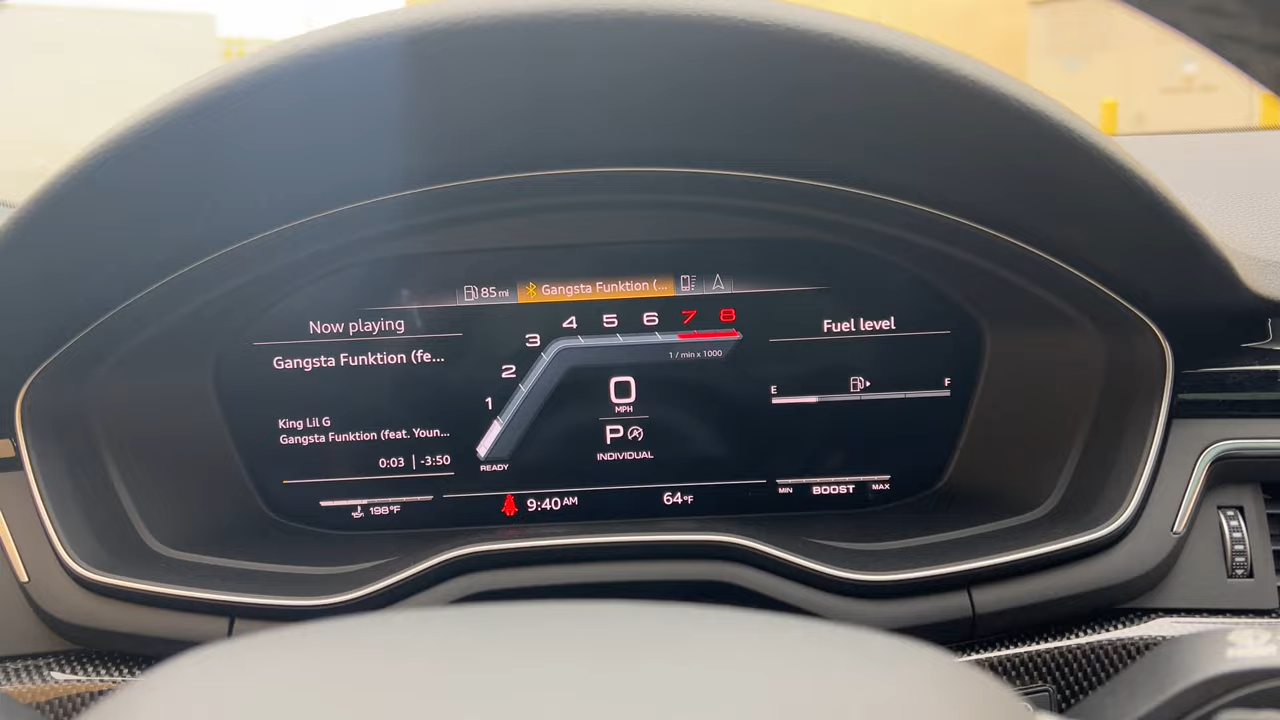 85 mi
Gangsta Funktion (...
Now playing
Gangsta Funktion (fe...
King Lil G
Gangsta Funktion (feat. Youn...
0:03 | -3:50
198°F
1
2
3
4
5
6
7
8
1 / min x 1000
0
MPH
P
INDIVIDUAL
READY
9:40 AM
64°F
Fuel level
E
F
MIN
BOOST
MAX